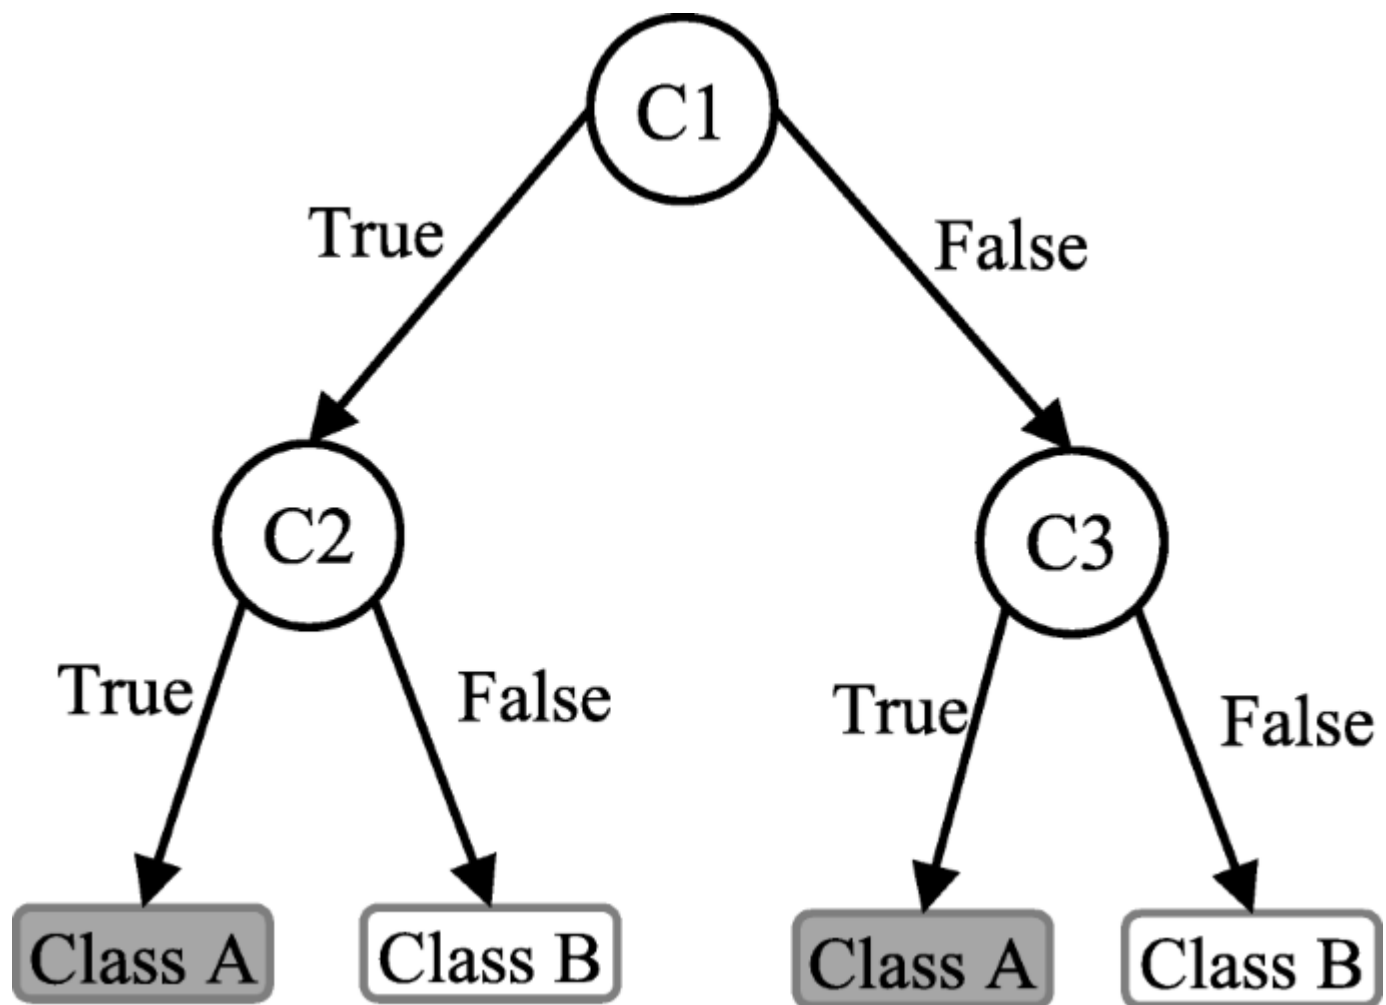 C1
True
False
C2
C3
True
False
True
False
Class A
Class B
Class A
Class B